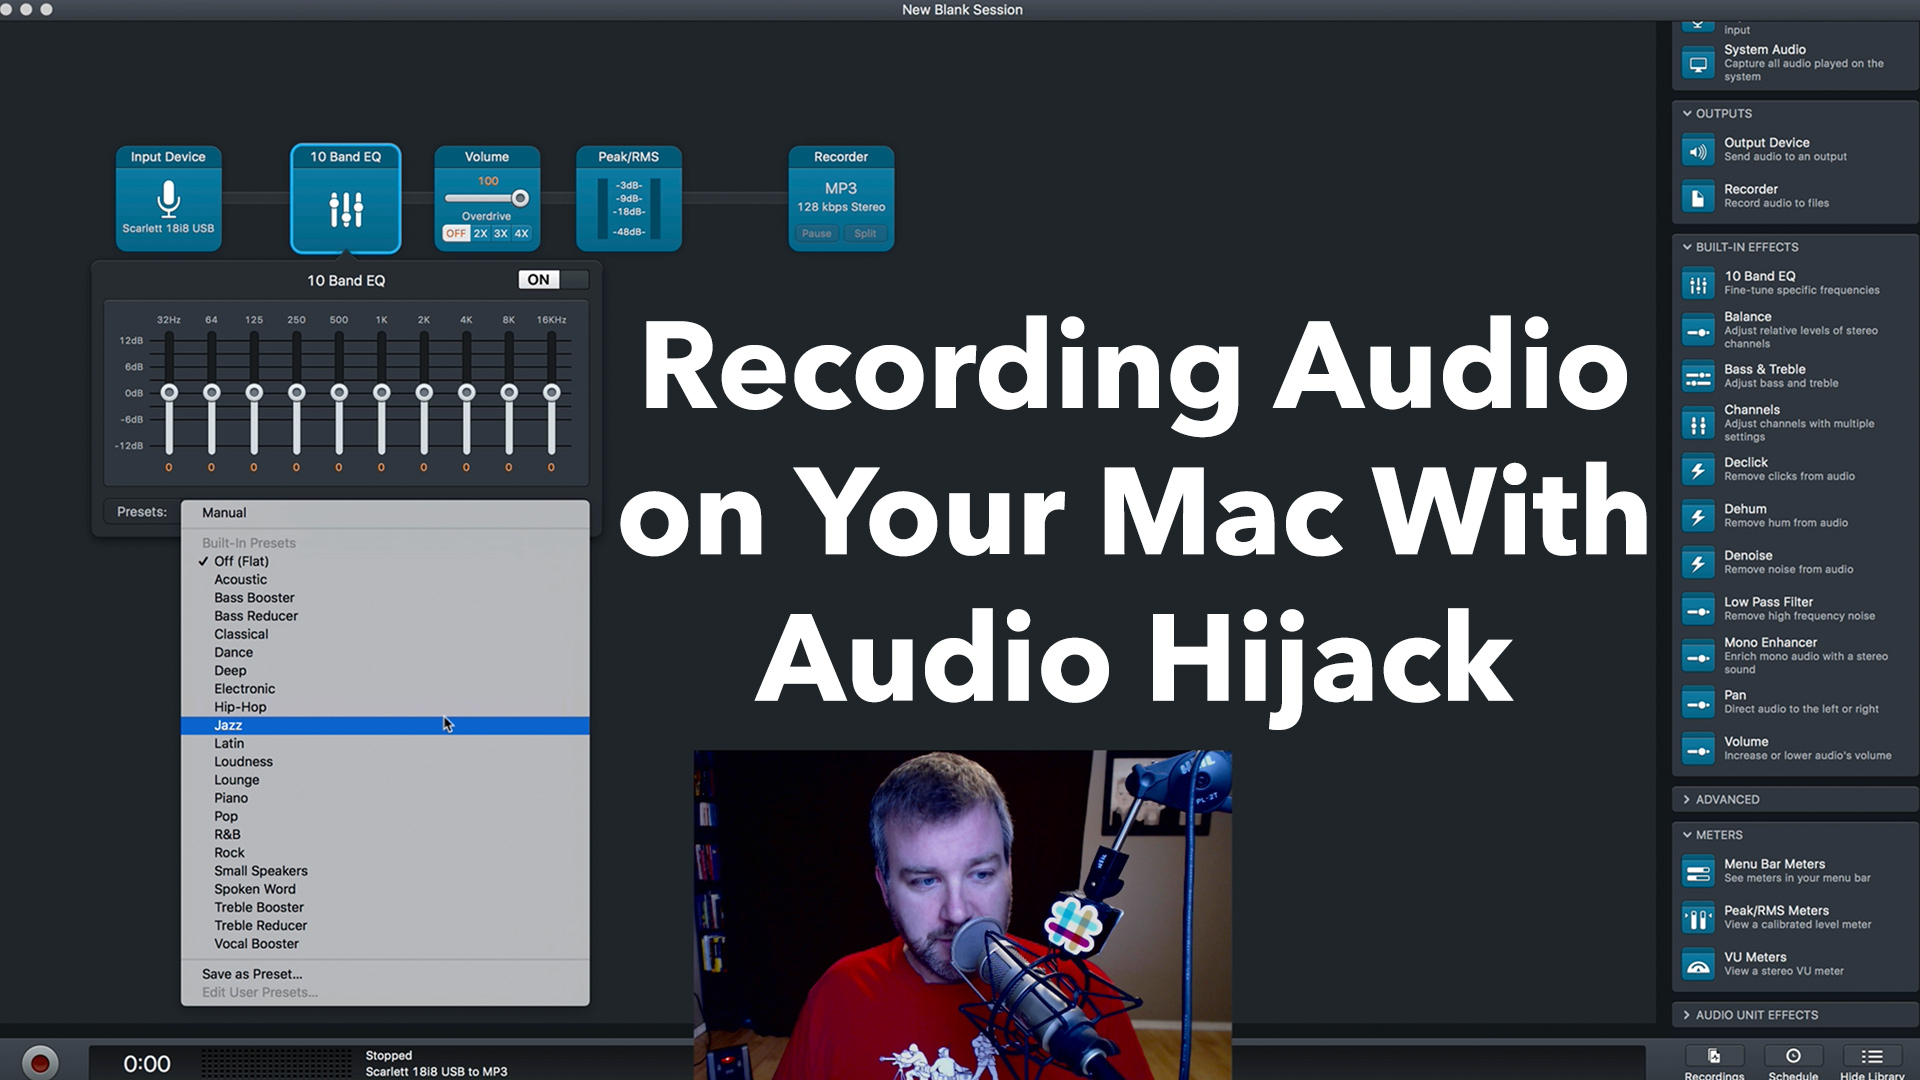 New Blank Session
input
System Audio
Capture all audio played on the
system
OUTPUTS
Output Device
Send audio to an output
Recorder
Record audio to files
BUILT-IN EFFECTS
10 Band EQ
Fine-tune specific frequencies
Balance
Adjust relative levels of stereo
channels
Bass & Treble
Adjust bass and treble
Channels
Adjust channels with multiple
settings
Declick
Remove clicks from audio
Dehum
Remove hum from audio
Denoise
Remove noise from audio
Low Pass Filter
Remove high frequency noise
Mono Enhancer
Enrich mono audio with a stereo
sound
Pan
Direct audio to the left or right
Volume
Increase or lower audio's volume
ADVANCED
METERS
Menu Bar Meters
See meters in your menu bar
Peak/RMS Meters
View a calibrated level meter
VU Meters
View a stereo VU meter
AUDIO UNIT EFFECTS
Recordings Schedule Hide Library
Input Device
Scarlett 18i8 USB
10 Band EQ
Volume
100
Overdrive
OFF 2X 3X 4X
Peak/RMS
-3dB-
-9dB-
-18dB-
-48dB-
Recorder
MP3
128 kbps Stereo
Pause Split
10 Band EQ ON
32Hz 64 125 250 500 1K 2K 4K 8K 16KHz
12dB
6dB
0dB
-6dB
-12dB
0 0 0 0 0 0 0 0 0 0
Presets:
Manual
Built-In Presets
✓ Off (Flat)
Acoustic
Bass Booster
Bass Reducer
Classical
Dance
Deep
Electronic
Hip-Hop
Jazz
Latin
Loudness
Lounge
Piano
Pop
R&B
Rock
Small Speakers
Spoken Word
Treble Booster
Treble Reducer
Vocal Booster
Save as Preset...
Edit User Presets...
Recording Audio
on Your Mac With
Audio Hijack
HEIL
PL-2T
0:00
Stopped
Scarlett 18i8 USB to MP3